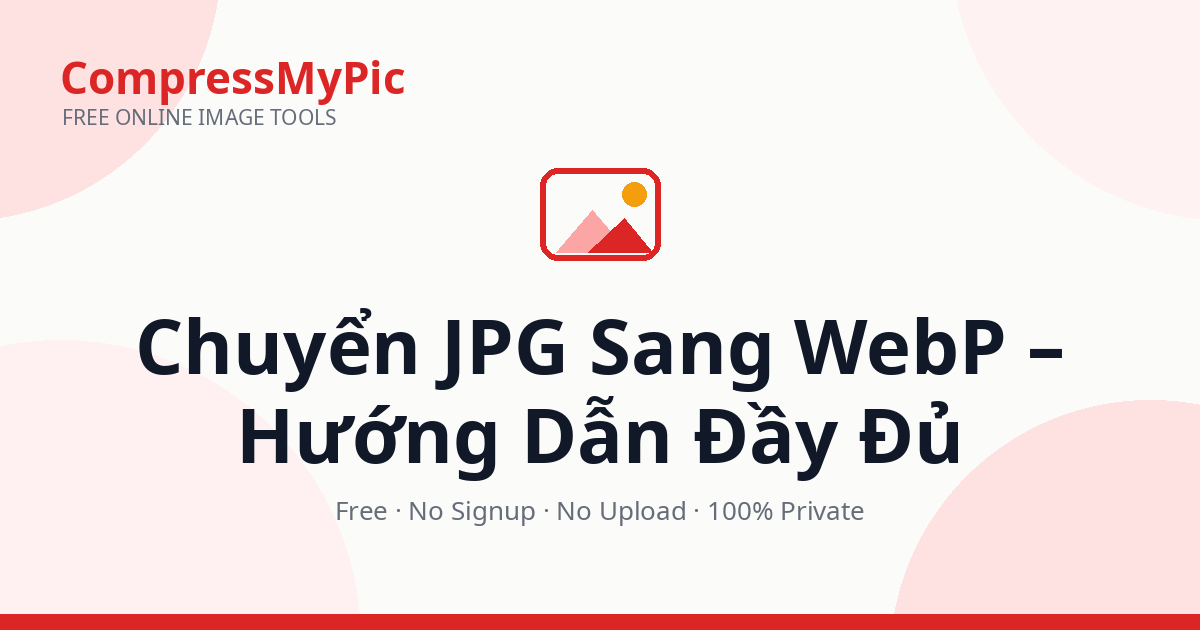 CompressMyPic
FREE ONLINE IMAGE TOOLS
Chuyển JPG Sang WebP –
Hướng Dẫn Đầy Đủ
Free · No Signup · No Upload · 100% Private